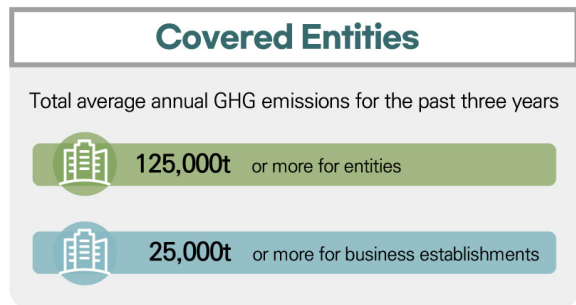 Covered Entities
Total average annual GHG emissions for the past three years
125,000t or more for entities
25,000t or more for business establishments